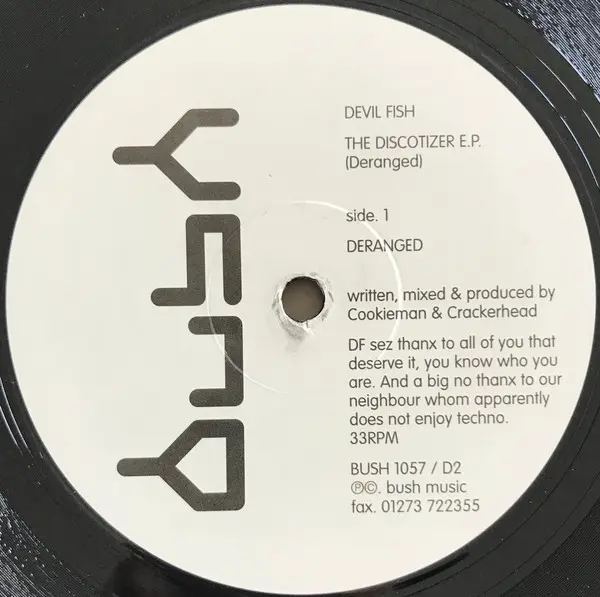 bush
DEVIL FISH
THE DISCOTIZER E.P.
(Deranged)
side. 1
DERANGED
written, mixed & produced by
Cookieman & Crackerhead
DF sez thanx to all of you that
deserve it, you know who you
are. And a big no thanx to our
neighbour whom apparently
does not enjoy techno.
33RPM
BUSH 1057 / D2
℗©. bush music
fax. 01273 722355